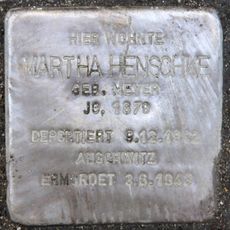 HIER WOHNTE
MARTHA HENSCHKE
GEB. MEYER
JG. 1879
DEPORTIERT
AUSCHWITZ
ERMORDET